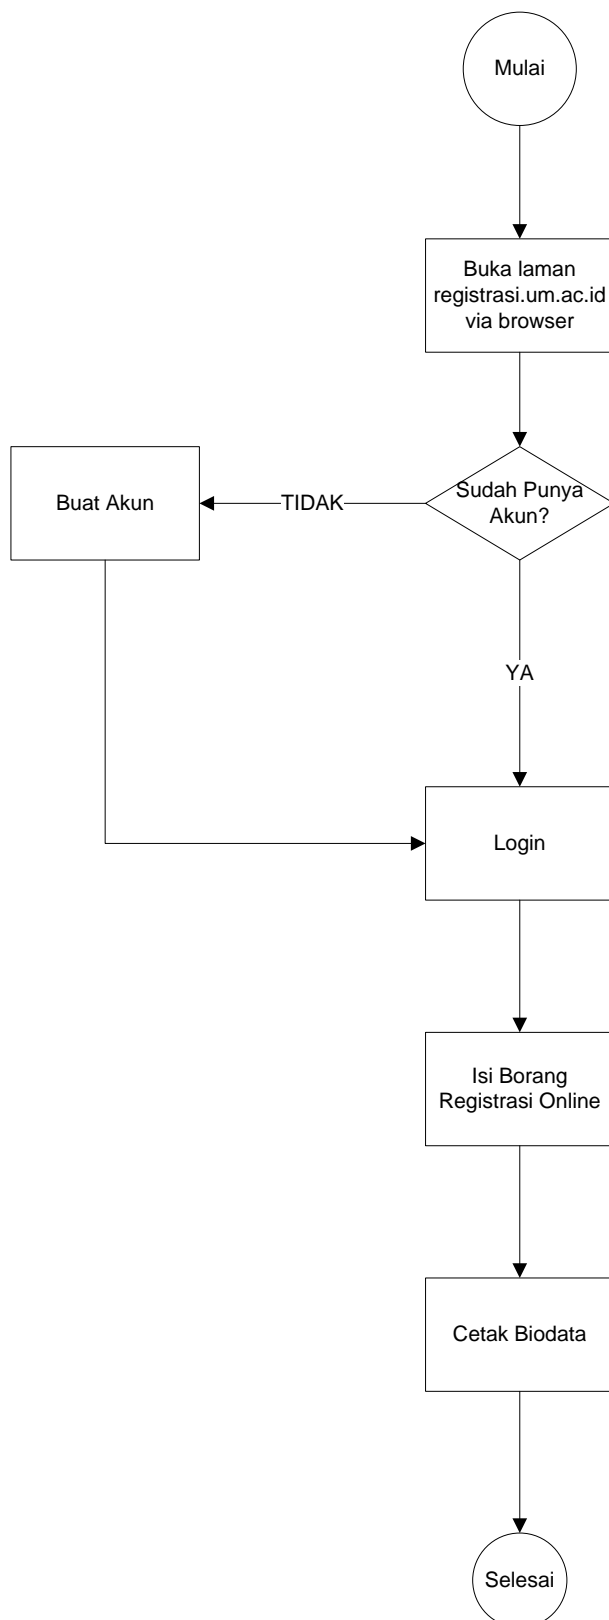 Mulai
Buka laman
registrasi.um.ac.id
via browser
Sudah Punya
Akun?
TIDAK
Buat Akun
YA
Login
Isi Borang
Registrasi Online
Cetak Biodata
Selesai